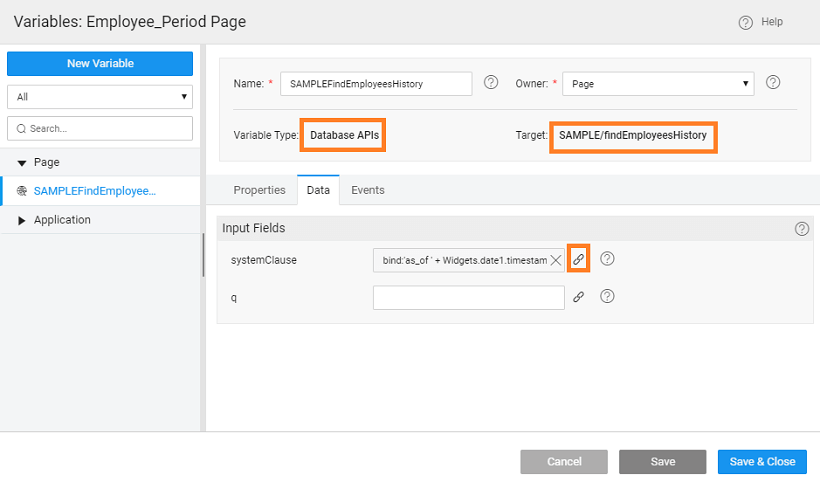 Variables: Employee_Period Page
Help
New Variable
All
Search...
Page
SAMPLEFindEmployee...
Application
Name: * SAMPLEFindEmployeesHistory
Owner: * Page
Variable Type: Database APIs
Target: SAMPLE/findEmployeesHistory
Properties Data Events
Input Fields
systemClause bind:'as_of ' + Widgets.date1.timestam
q
Cancel Save Save & Close